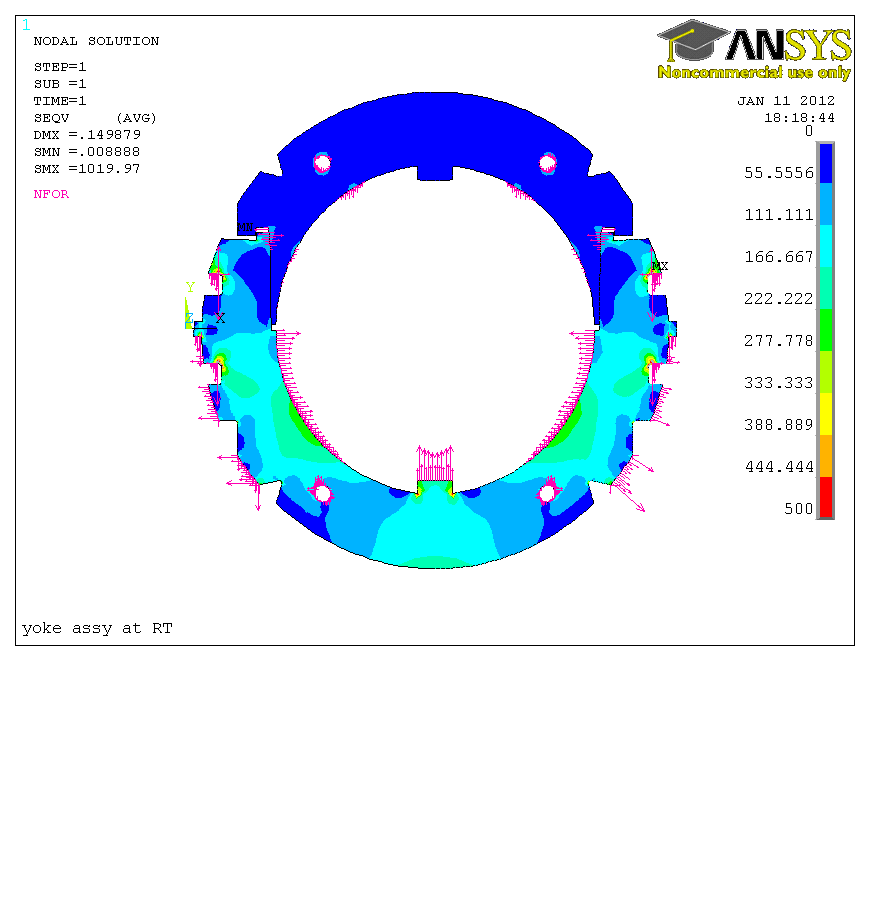 1
NODAL SOLUTION
STEP=1
SUB =1
TIME=1
SEQV (AVG)
DMX =.149879
SMN =.008888
SMX =1019.97
NFOR
ANSYS
Noncommercial use only
JAN 11 2012
18:18:44
0
55.5556
111.111
166.667
222.222
277.778
333.333
388.889
444.444
500
MX
Y
Z X
yoke assy at RT